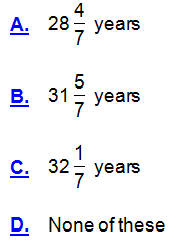 A. 28 4/7 years
B. 31 5/7 years
C. 32 1/7 years
D. None of these